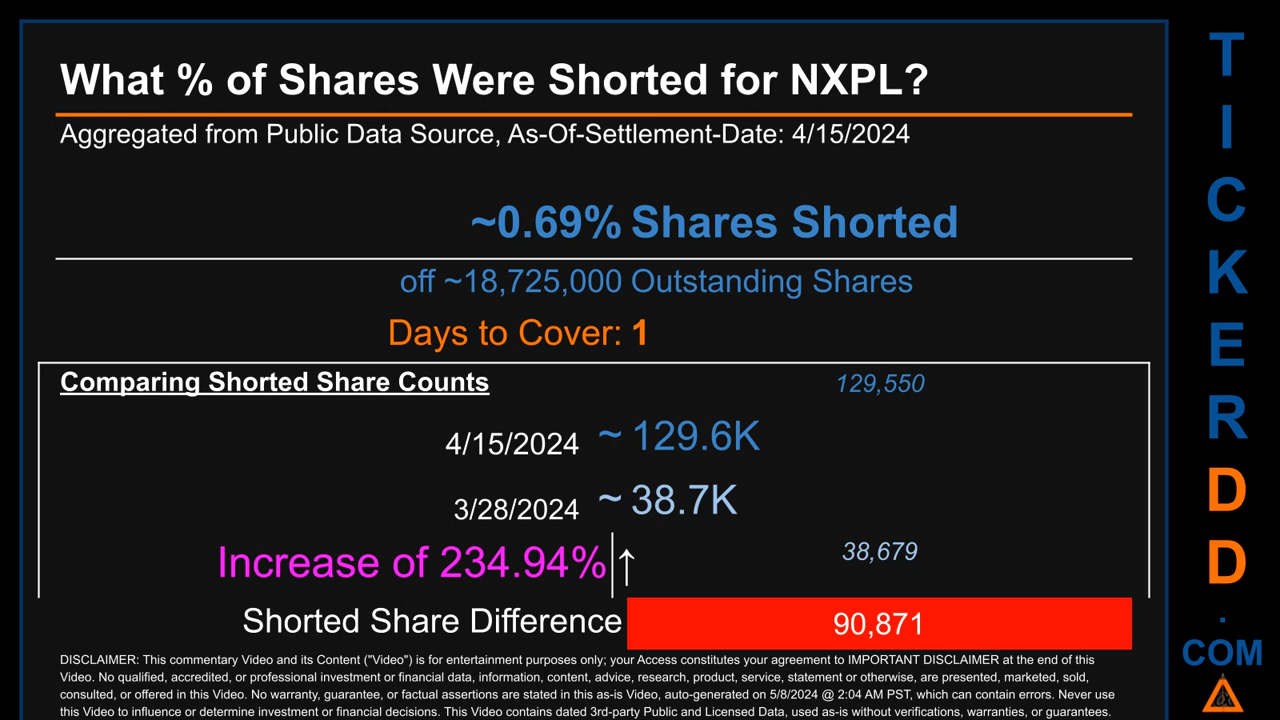 What % of Shares Were Shorted for NXPL?
Aggregated from Public Data Source, As-Of-Settlement-Date: 4/15/2024
~0.69% Shares Shorted
off ~18,725,000 Outstanding Shares
Days to Cover: 1
Comparing Shorted Share Counts 129,550
4/15/2024 ~ 129.6K
3/28/2024 ~ 38.7K
Increase of 234.94% ↑ 38,679
Shorted Share Difference 90,871
DISCLAIMER: This commentary Video and its Content ("Video") is for entertainment purposes only; your Access constitutes your agreement to IMPORTANT DISCLAIMER at the end of this
Video. No qualified, accredited, or professional investment or financial data, information, content, advice, research, product, service, statement or otherwise, are presented, marketed, sold,
consulted, or offered in this Video. No warranty, guarantee, or factual assertions are stated in this as-is Video, auto-generated on 5/8/2024 @ 2:04 AM PST, which can contain errors. Never use
this Video to influence or determine investment or financial decisions. This Video contains dated 3rd-party Public and Licensed Data, used as-is without verifications, warranties, or guarantees.
T
I
C
K
E
R
D
D
.
COM